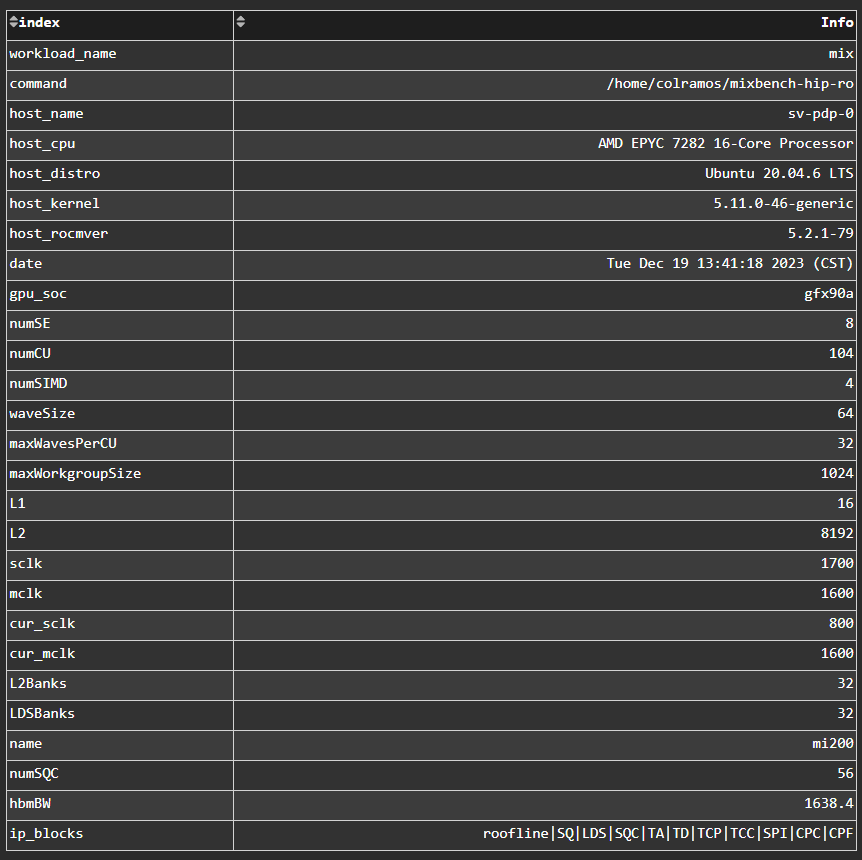 index Info
workload_name mix
command /home/colramos/mixbench-hip-ro
host_name sv-pdp-0
host_cpu AMD EPYC 7282 16-Core Processor
host_distro Ubuntu 20.04.6 LTS
host_kernel 5.11.0-46-generic
host_rocmver 5.2.1-79
date Tue Dec 19 13:41:18 2023 (CST)
gpu_soc gfx90a
numSE 8
numCU 104
numSIMD 4
waveSize 64
maxWavesPerCU 32
maxWorkgroupSize 1024
L1 16
L2 8192
sclk 1700
mclk 1600
cur_sclk 800
cur_mclk 1600
L2Banks 32
LDSBanks 32
name mi200
numSQC 56
hbmBW 1638.4
ip_blocks roofline|SQ|LDS|SQC|TA|TD|TCP|TCC|SPI|CPC|CPF